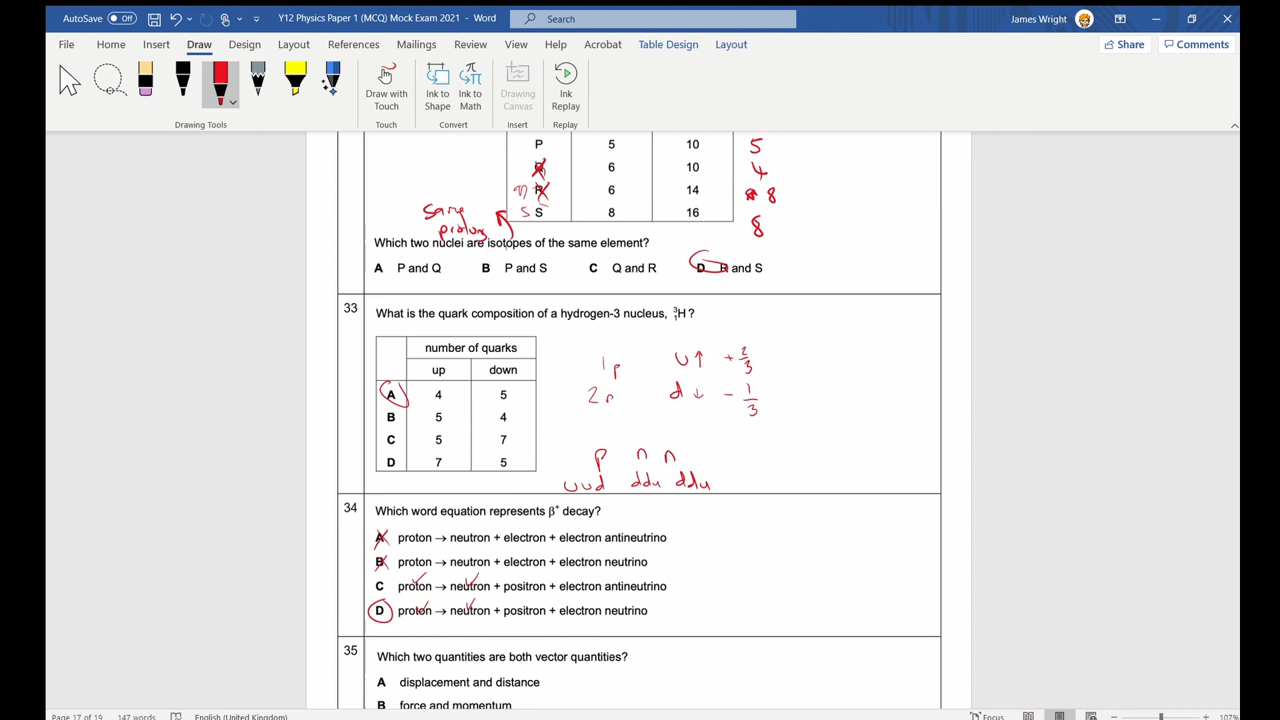 AutoSave Off Y12 Physics Paper 1 (MCQ) Mock Exam 2021 - Word Search James Wright
File Home Insert Draw Design Layout References Mailings Review View Help Acrobat Table Design Layout Share Comments
Draw with Touch Ink to Shape Ink to Math Drawing Canvas Ink Replay
Drawing Tools Touch Convert Insert Replay
P 5 10 5
6 10 4
R 6 14 8
S 8 16 8
same protons
Which two nuclei are isotopes of the same element?
A P and Q B P and S C Q and R D R and S
33 What is the quark composition of a hydrogen-3 nucleus, ³₁H?
number of quarks
up down
A 4 5
B 5 4
C 5 7
D 7 5
1 p u ↑ + 2/3
2 n d ↓ - 1/3
p n n
uud ddu ddu
34 Which word equation represents β⁺ decay?
A proton → neutron + electron + electron antineutrino
B proton → neutron + electron + electron neutrino
C proton → neutron + positron + electron antineutrino
D proton → neutron + positron + electron neutrino
35 Which two quantities are both vector quantities?
A displacement and distance
B force and momentum
Page 17 of 19 147 words English (United Kingdom) Focus 107%